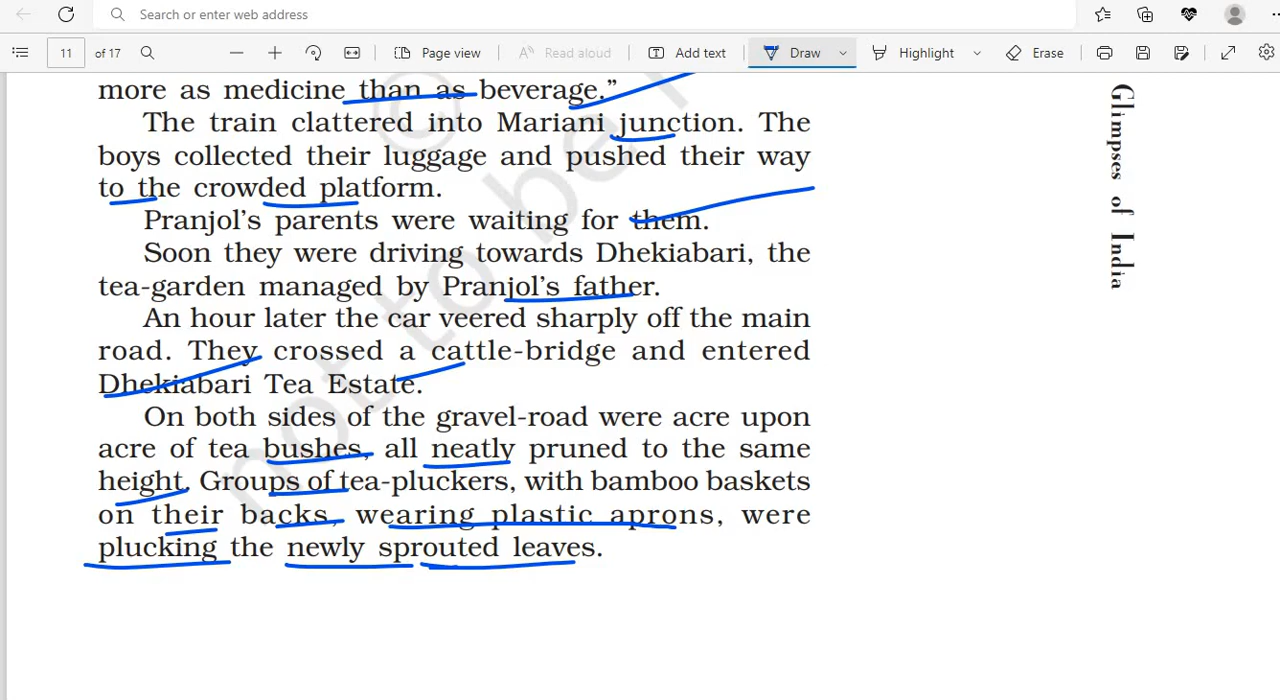 Search or enter web address
11 of 17
Page view
Read aloud
Add text
Draw
Highlight
Erase
more as medicine than as beverage.”
The train clattered into Mariani junction. The
boys collected their luggage and pushed their way
to the crowded platform.
Pranjol’s parents were waiting for them.
Soon they were driving towards Dhekiabari, the
tea-garden managed by Pranjol’s father.
An hour later the car veered sharply off the main
road. They crossed a cattle-bridge and entered
Dhekiabari Tea Estate.
On both sides of the gravel-road were acre upon
acre of tea bushes, all neatly pruned to the same
height. Groups of tea-pluckers, with bamboo baskets
on their backs, wearing plastic aprons, were
plucking the newly sprouted leaves.
Glimpses of India
© not to be r